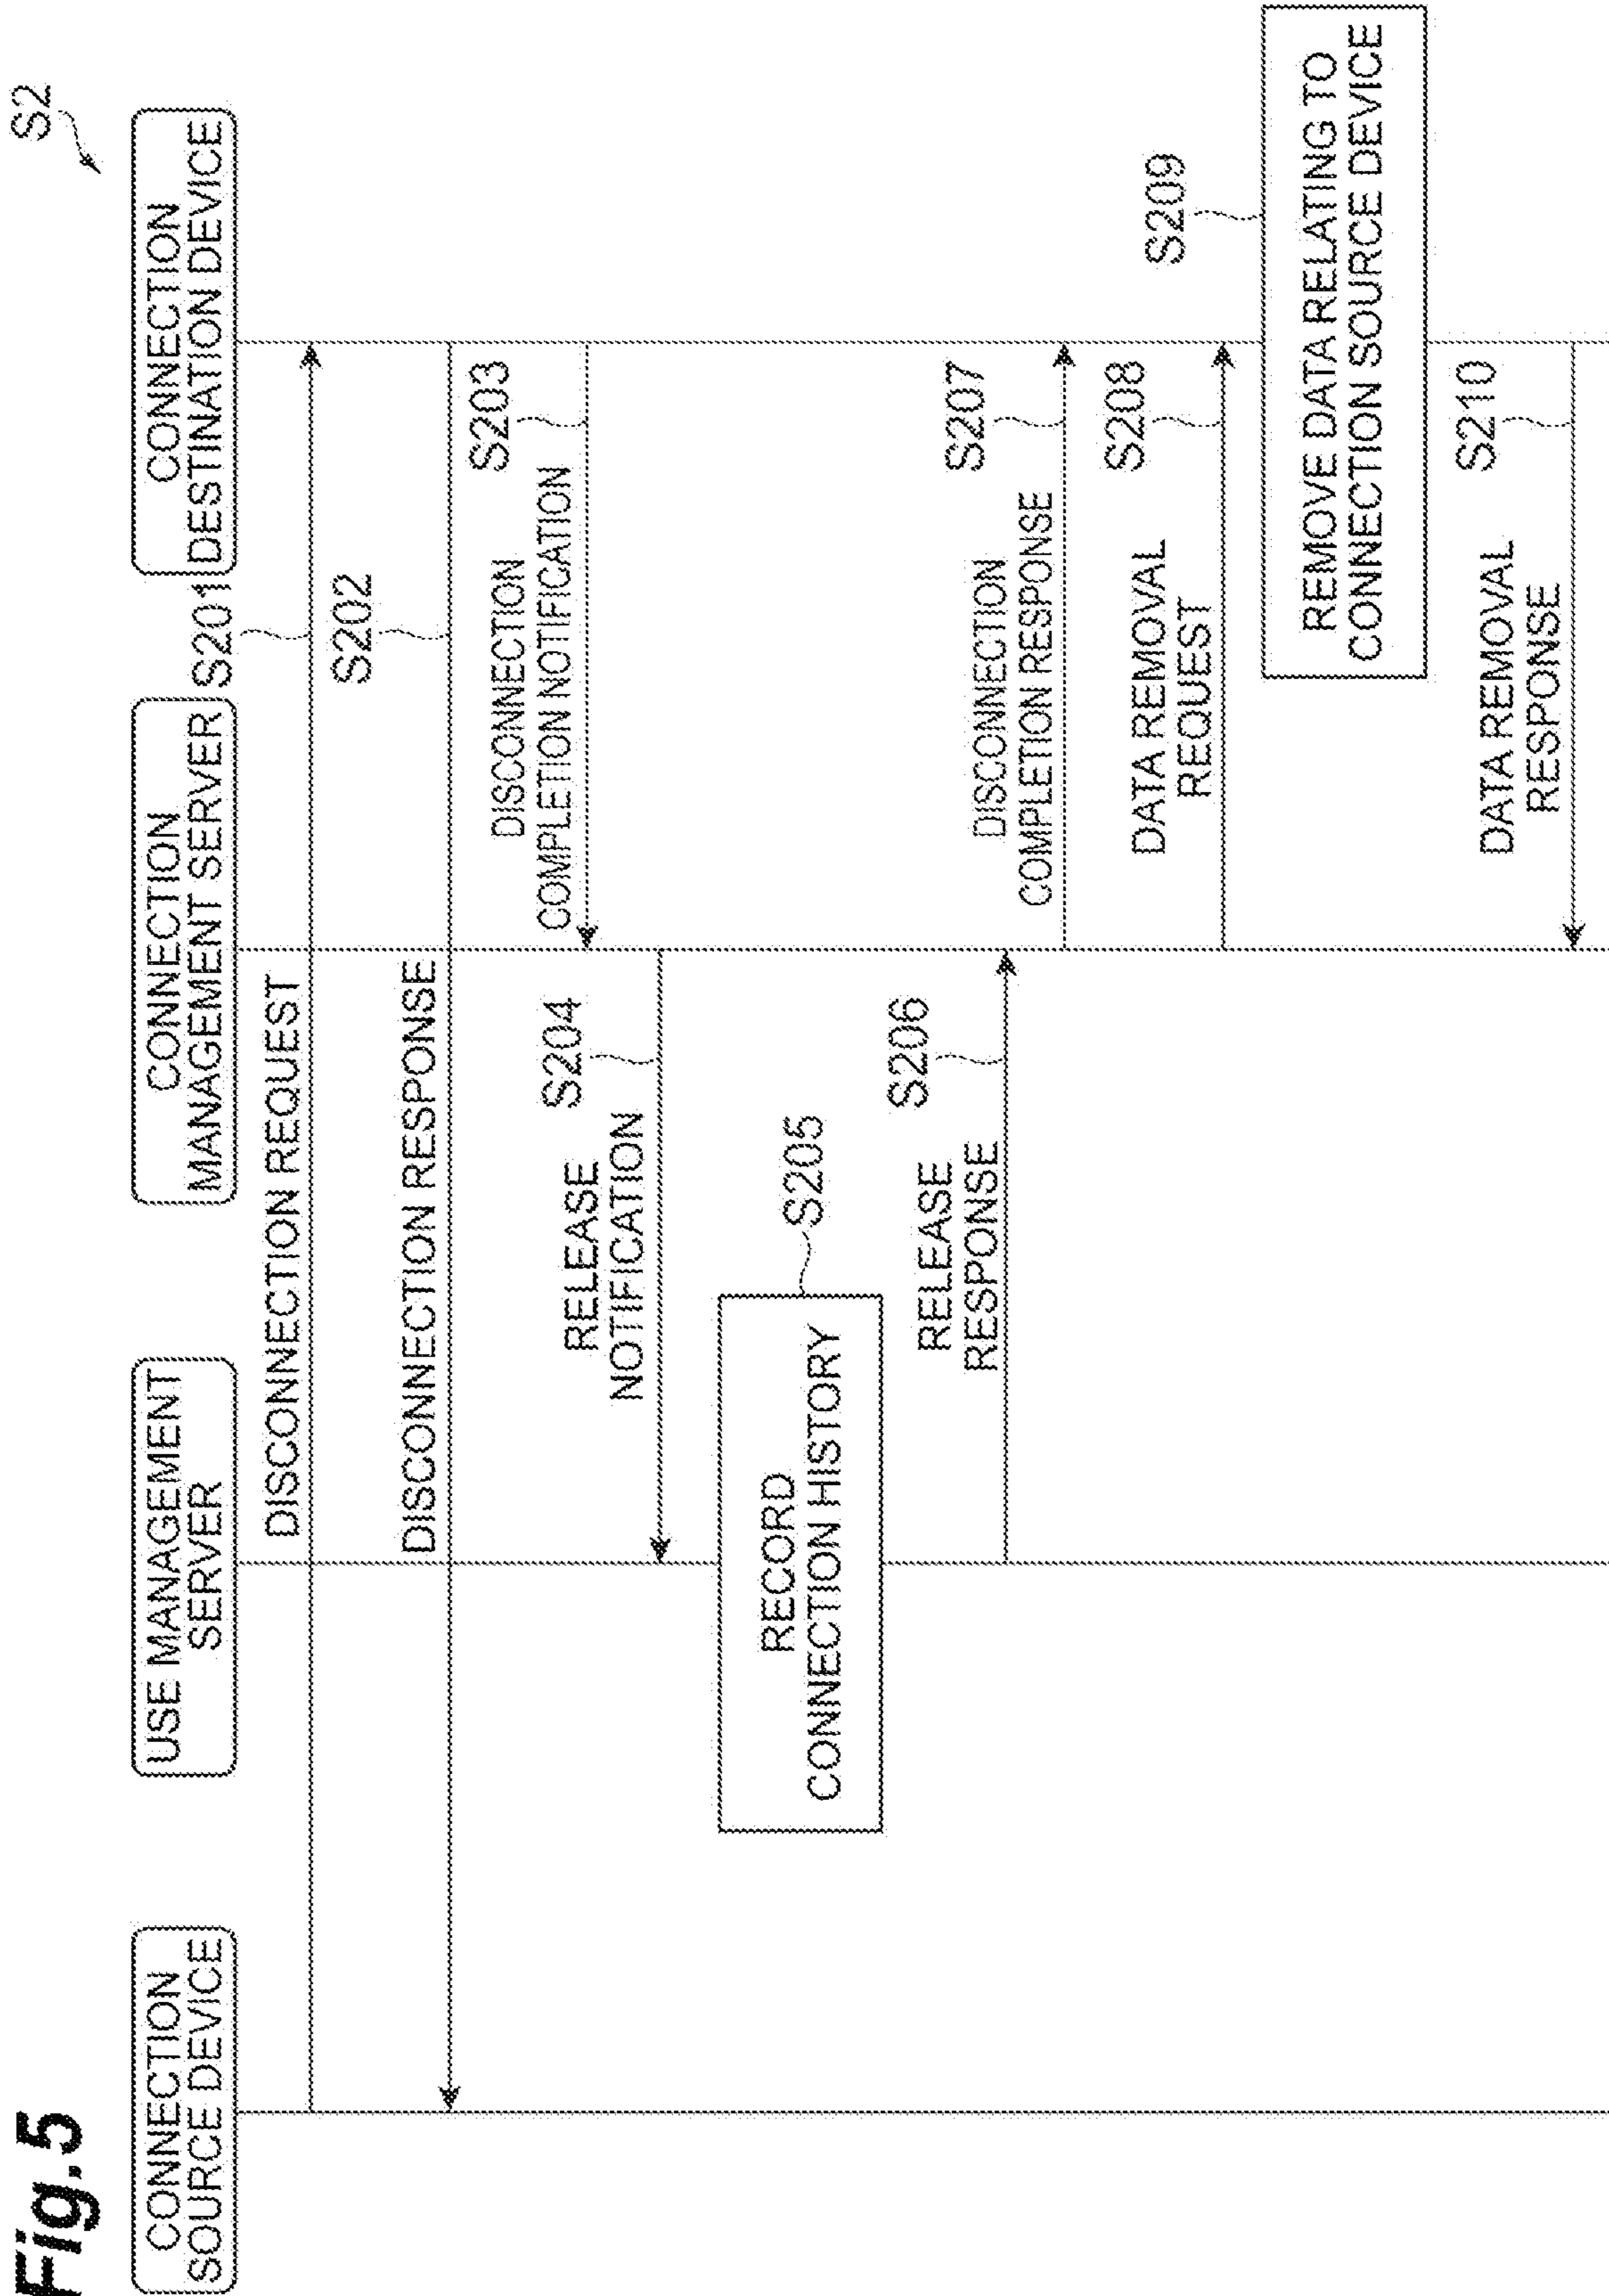 Fig.5
S2
CONNECTION
SOURCE DEVICE
USE MANAGEMENT
SERVER
CONNECTION
MANAGEMENT SERVER
CONNECTION
DESTINATION DEVICE
S201
DISCONNECTION REQUEST
S202
DISCONNECTION RESPONSE
S203
DISCONNECTION
COMPLETION NOTIFICATION
S204
RELEASE
NOTIFICATION
S205
RECORD
CONNECTION HISTORY
S206
RELEASE
RESPONSE
S207
DISCONNECTION
COMPLETION RESPONSE
S208
DATA REMOVAL
REQUEST
S209
REMOVE DATA RELATING TO
CONNECTION SOURCE DEVICE
S210
DATA REMOVAL
RESPONSE